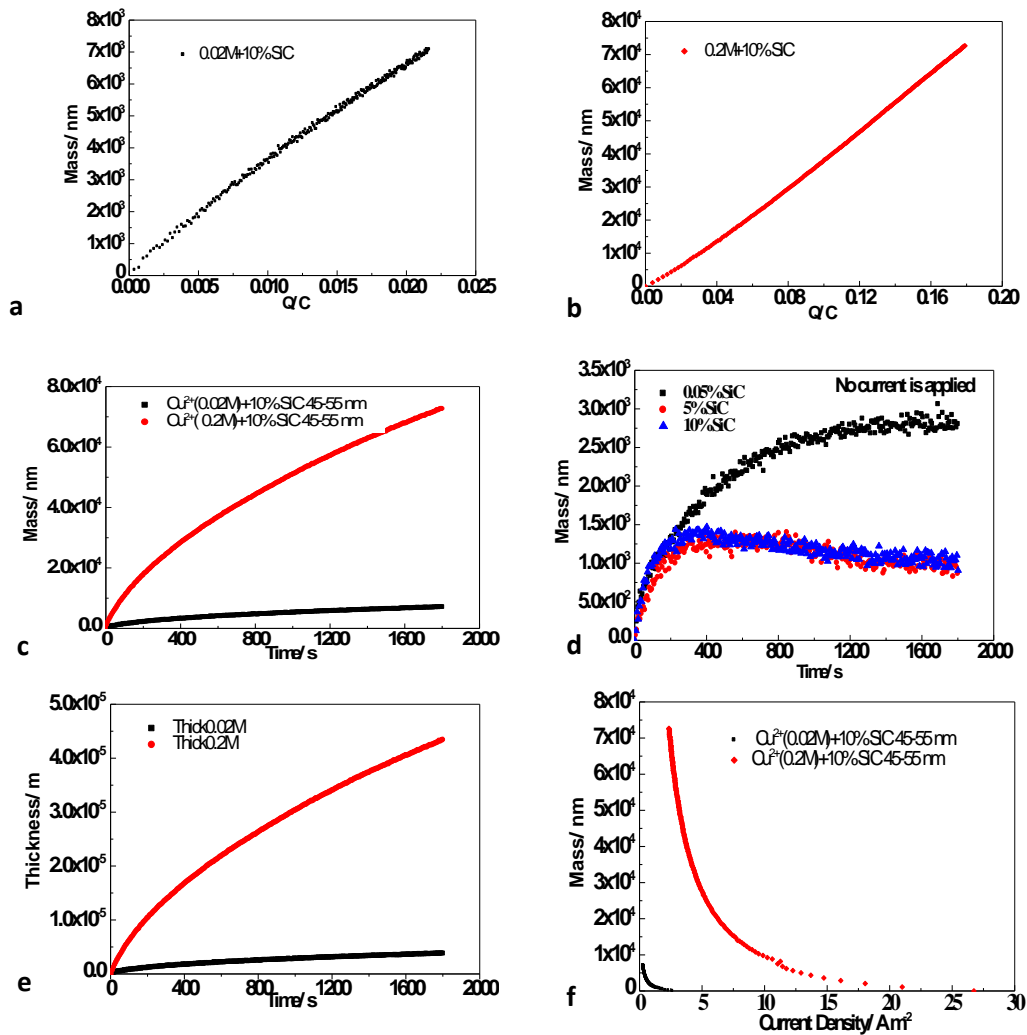 8x10³
7x10³
6x10³
5x10³
4x10³
3x10³
2x10³
1x10³
0
Mass/ nm
0.02M+10%SiC
0.000 0.005 0.010 0.015 0.020 0.025
Q/C
a
8x10⁴
7x10⁴
6x10⁴
5x10⁴
4x10⁴
3x10⁴
2x10⁴
1x10⁴
0
Mass/ nm
0.2M+10%SiC
0.00 0.04 0.08 0.12 0.16 0.20
Q/C
b
8.0x10⁴
6.0x10⁴
4.0x10⁴
2.0x10⁴
0.0
Mass/ nm
Cu²⁺(0.02M)+10%SiC 45-55 nm
Cu²⁺( 0.2M)+10%SiC 45-55 nm
0 400 800 1200 1600 2000
Time/s
c
3.5x10³
3.0x10³
2.5x10³
2.0x10³
1.5x10³
1.0x10³
5.0x10²
0.0
Mass/ nm
0.05%SiC
5%SiC
10%SiC
No current is applied
0 400 800 1200 1600 2000
Time/s
d
5.0x10⁵
4.0x10⁵
3.0x10⁵
2.0x10⁵
1.0x10⁵
0.0
Thickness/ m
Thick0.02M
Thick0.2M
0 400 800 1200 1600 2000
Time/s
e
8x10⁴
7x10⁴
6x10⁴
5x10⁴
4x10⁴
3x10⁴
2x10⁴
1x10⁴
0
Mass/ nm
Cu²⁺(0.02M)+10%SiC 45-55 nm
Cu²⁺(0.2M)+10%SiC 45-55 nm
0 5 10 15 20 25 30
Current Density/Am²
f